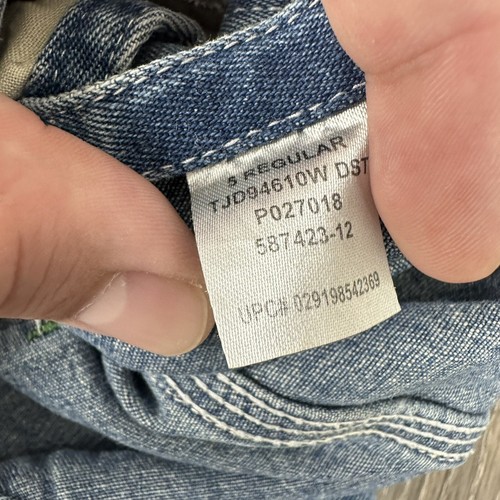 5 REGULAR
TJD94610W DST
P027018
587423-12
UPC# 029198542369